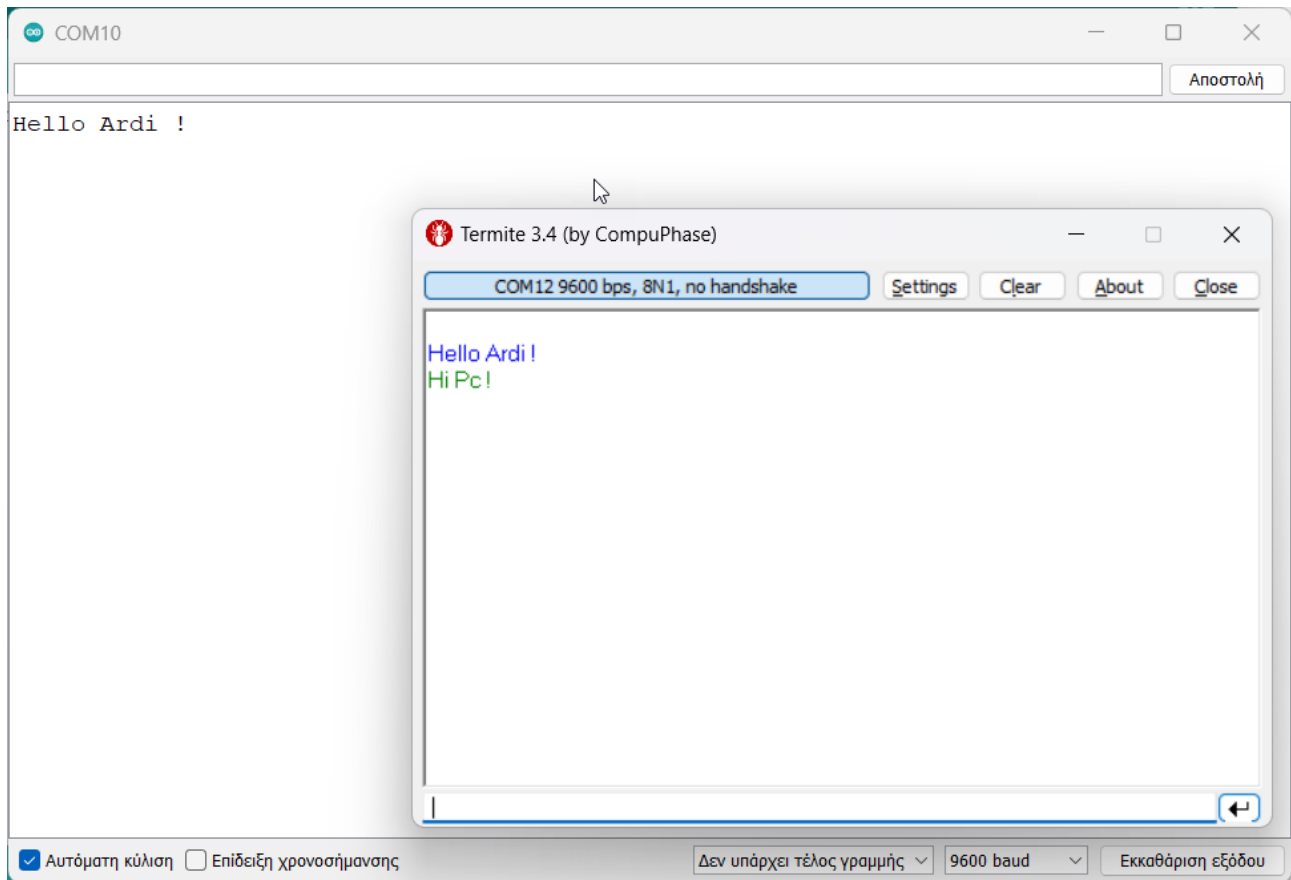 COM10
Αποστολή
Hello Ardi !
Termite 3.4 (by CompuPhase)
COM12 9600 bps, 8N1, no handshake
Settings
Clear
About
Close
Hello Ardi !
Hi Pc !
Αυτόματη κύλιση
Επίδειξη χρονοσήμανσης
Δεν υπάρχει τέλος γραμμής
9600 baud
Εκκαθάριση εξόδου